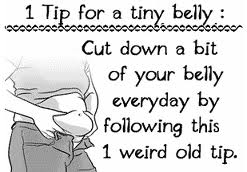 1 Tip for a tiny belly :
Cut down a bit
of your belly
everyday by
following this
1 weird old tip.